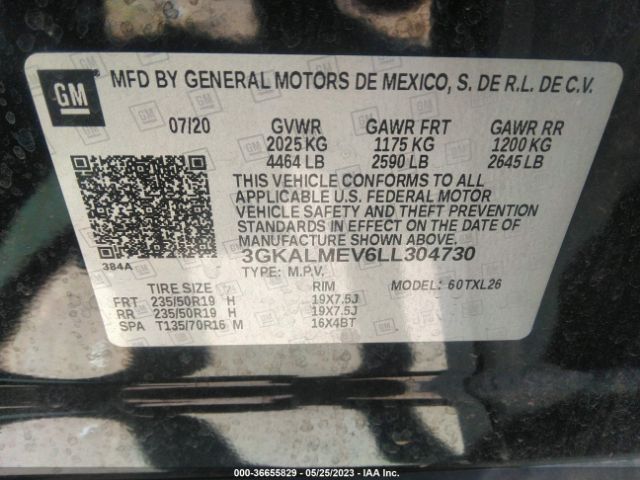 GM
MFD BY GENERAL MOTORS DE MEXICO, S. DE R.L. DE C.V.
07/20 GVWR GAWR FRT GAWR RR
2025 KG 1175 KG 1200 KG
4464 LB 2590 LB 2645 LB
THIS VEHICLE CONFORMS TO ALL
APPLICABLE U.S. FEDERAL MOTOR
VEHICLE SAFETY AND THEFT PREVENTION
STANDARDS IN EFFECT ON THE DATE OF
MANUFACTURE SHOWN ABOVE.
384A 3GKALMEV6LL304730
TYPE: M.P.V. MODEL: 60TXL26
TIRE SIZE RIM
FRT 235/50R19 H 19X7.5J
RR 235/50R19 H 19X7.5J
SPA T135/70R16 M 16X4BT
000-36655829 - 05/25/2023 - IAA Inc.